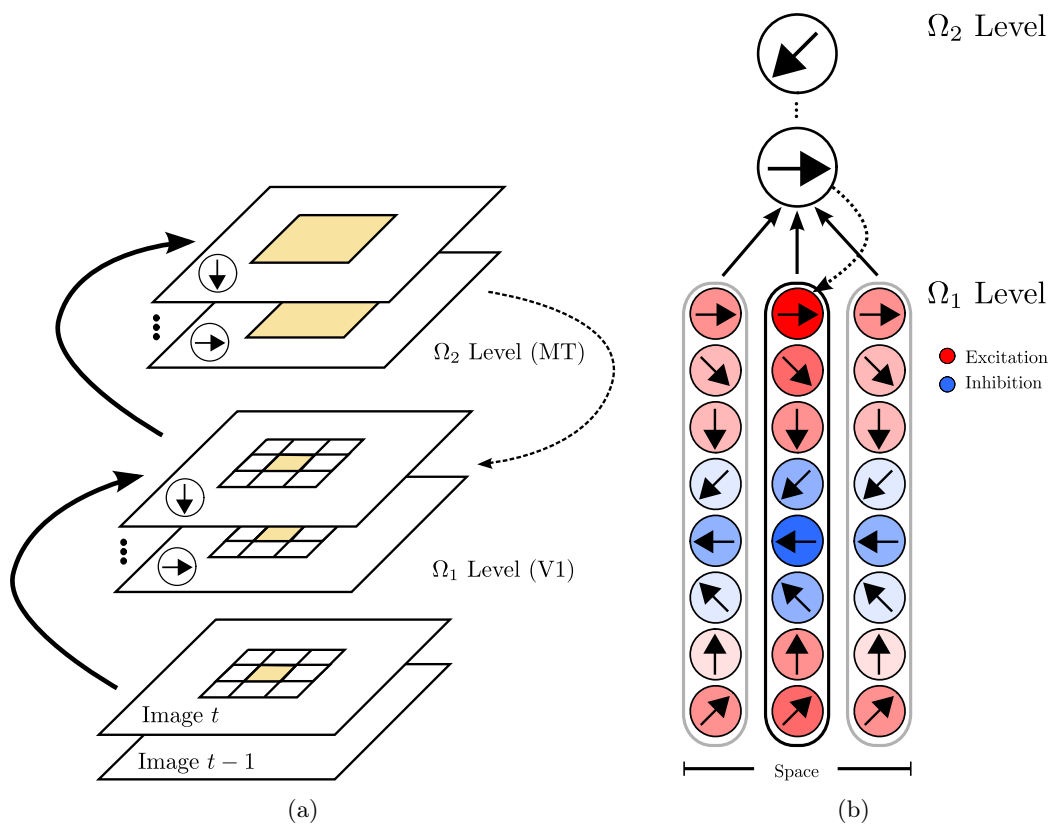 Ω₂ Level (MT)
Ω₁ Level (V1)
Image t
Image t − 1
(a)
Ω₂ Level
Ω₁ Level
Excitation
Inhibition
Space
(b)